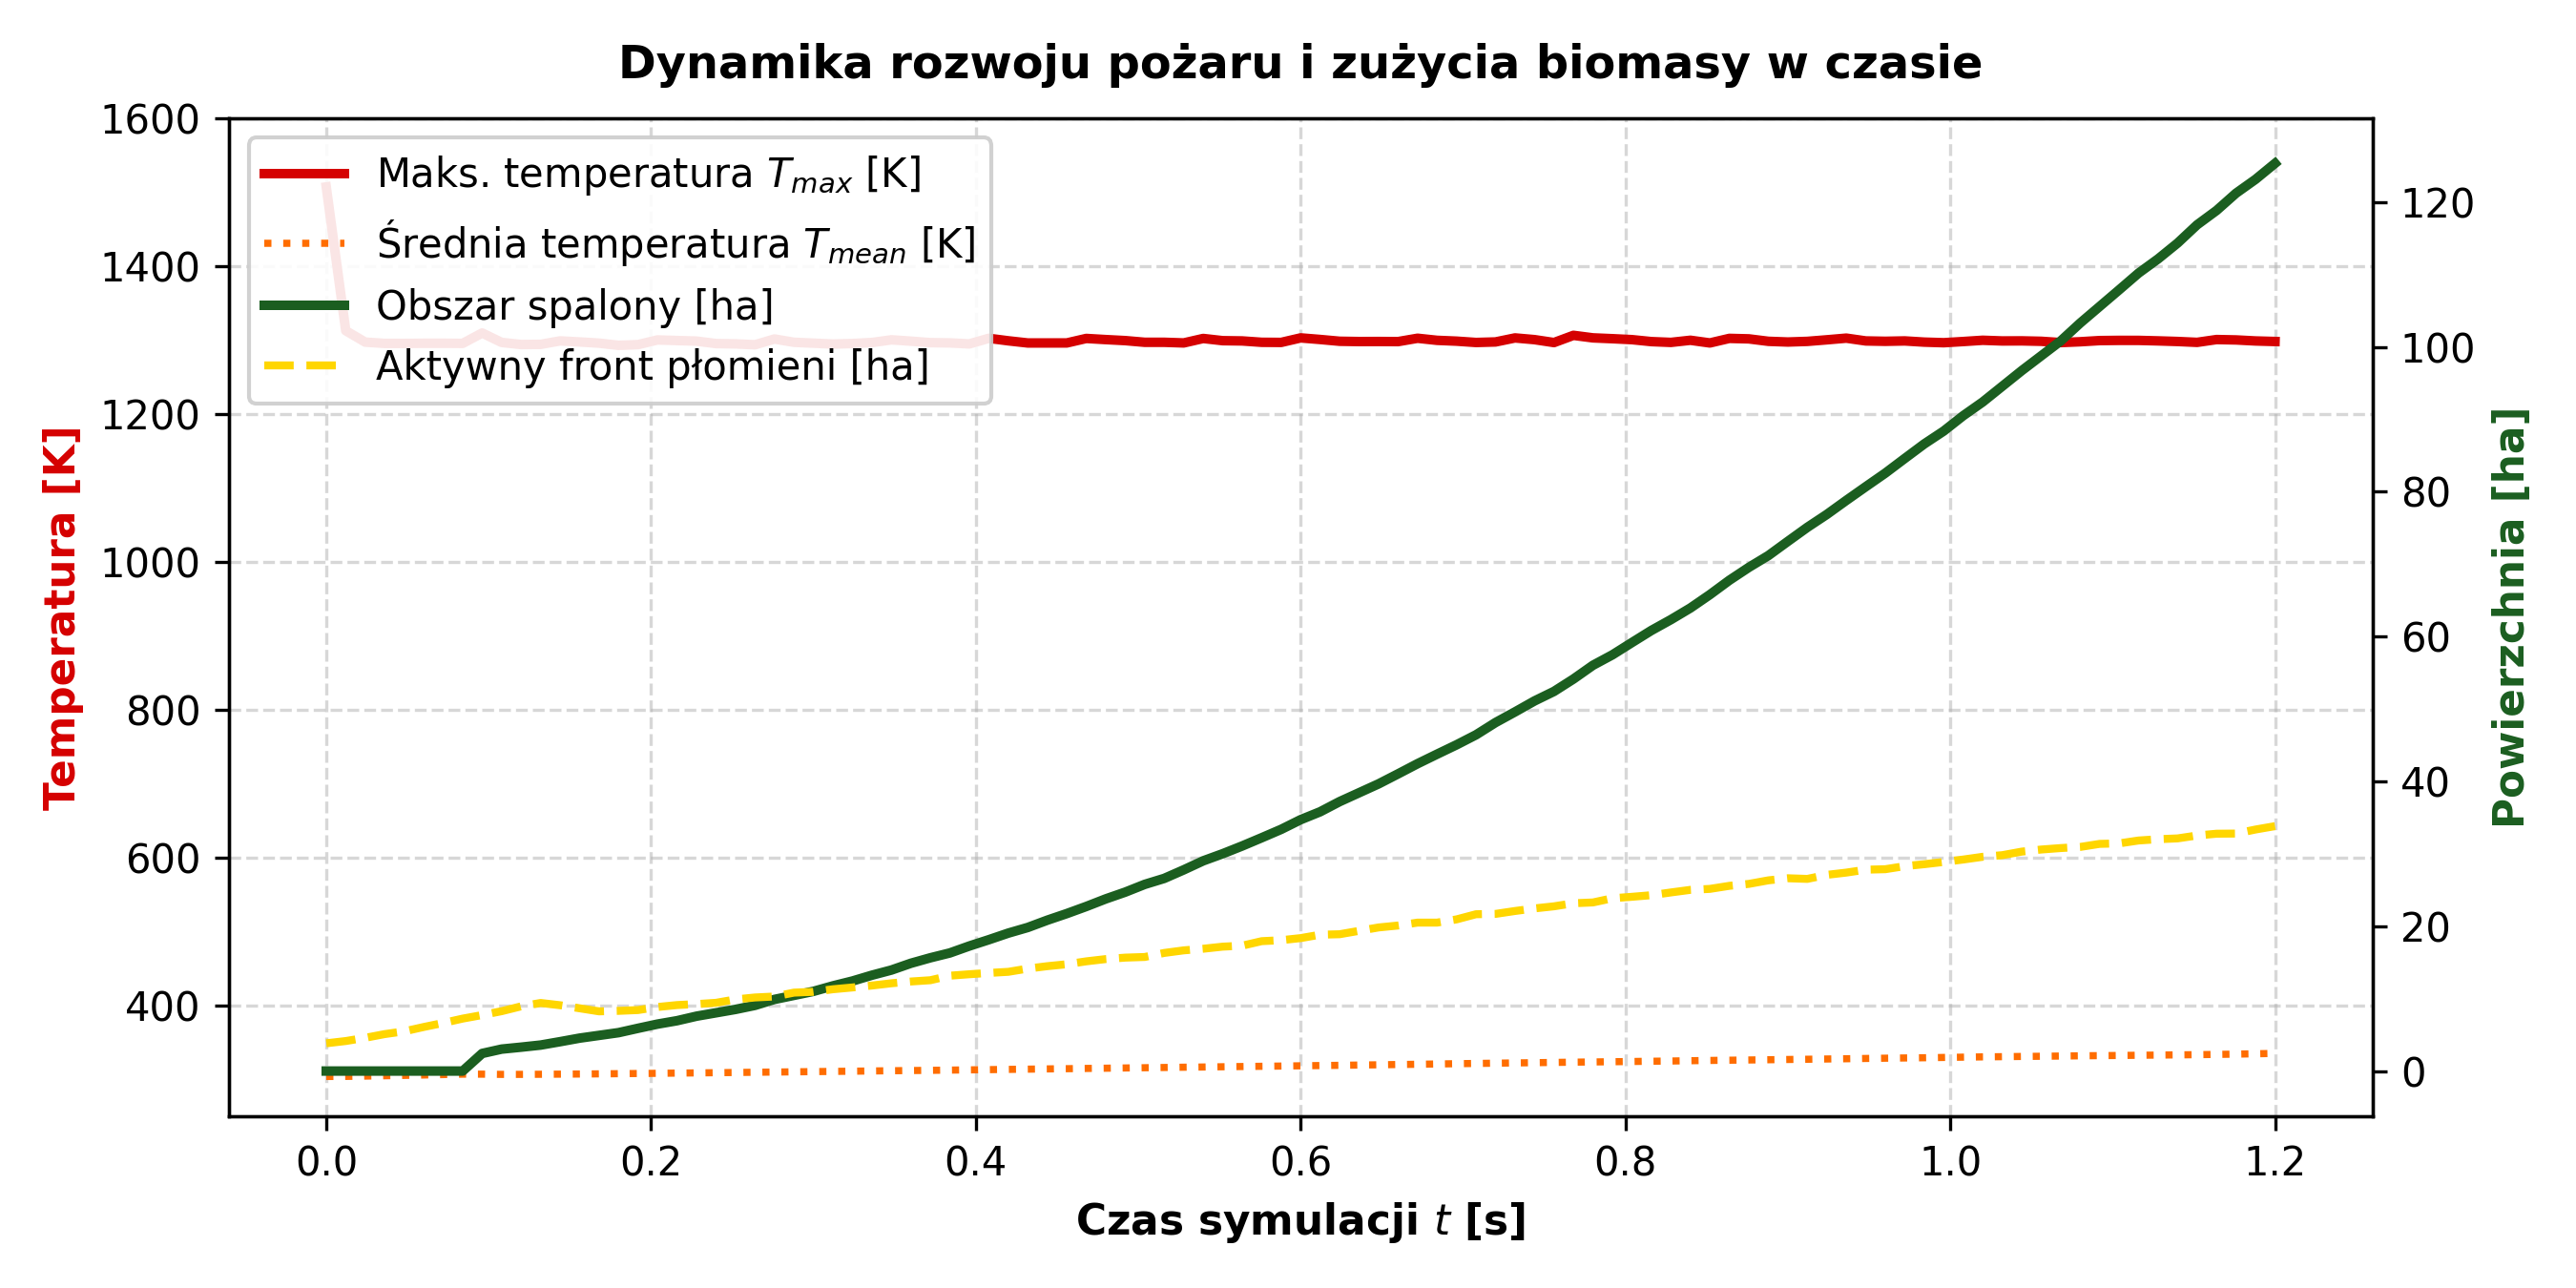 Dynamika rozwoju pożaru i zużycia biomasy w czasie
Maks. temperatura T_max [K]
Średnia temperatura T_mean [K]
Obszar spalony [ha]
Aktywny front płomieni [ha]
Temperatura [K]
1600
1400
1200
1000
800
600
400
Powierzchnia [ha]
120
100
80
60
40
20
0
0.0 0.2 0.4 0.6 0.8 1.0 1.2
Czas symulacji t [s]